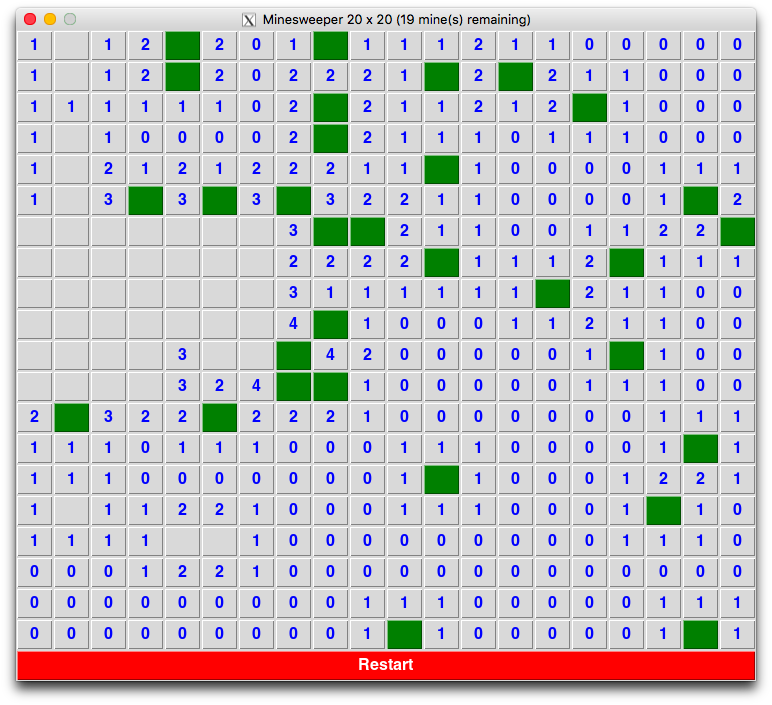 Minesweeper 20 x 20 (19 mine(s) remaining)
1 1 2 2 0 1 1 1 1 2 1 1 0 0 0 0 0
1 1 2 2 0 2 2 2 1 2 2 1 1 0 0 0
1 1 1 1 1 1 0 2 2 1 1 2 1 2 1 0 0 0
1 1 0 0 0 0 2 2 1 1 1 0 1 1 1 0 0 0
1 2 1 2 1 2 2 2 1 1 1 0 0 0 0 1 1 1
1 3 3 3 3 2 2 1 1 0 0 0 0 1 2
3 2 1 1 0 0 1 1 2 2
2 2 2 2 1 1 1 2 1 1 1
3 1 1 1 1 1 1 2 1 1 0 0
4 1 0 0 0 1 1 2 1 1 0 0
3 4 2 0 0 0 0 0 1 1 0 0
3 2 4 1 0 0 0 0 0 1 1 1 0 0
2 3 2 2 2 2 2 1 0 0 0 0 0 0 0 1 1 1
1 1 1 0 1 1 1 0 0 0 1 1 1 0 0 0 0 1 1
1 1 1 0 0 0 0 0 0 0 1 1 0 0 0 1 2 2 1
1 1 1 2 2 1 0 0 0 1 1 1 0 0 0 1 1 0
1 1 1 1 1 0 0 0 0 0 0 0 0 0 1 1 1 0
0 0 0 1 2 2 1 0 0 0 0 0 0 0 0 0 0 0 0 0
0 0 0 0 0 0 0 0 0 1 1 1 0 0 0 0 0 1 1 1
0 0 0 0 0 0 0 0 0 1 1 0 0 0 0 0 1 1
Restart